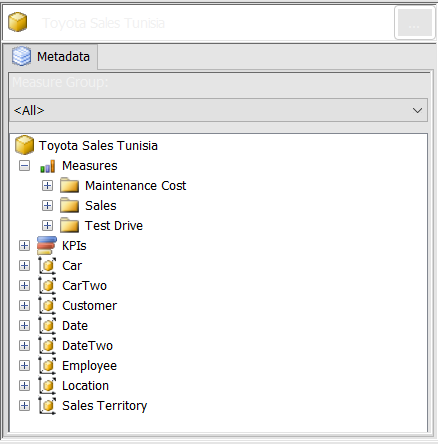 Toyota Sales Tunisia
...
Metadata
Measure Group:
<All>
Toyota Sales Tunisia
Measures
Maintenance Cost
Sales
Test Drive
KPIs
Car
CarTwo
Customer
Date
DateTwo
Employee
Location
Sales Territory